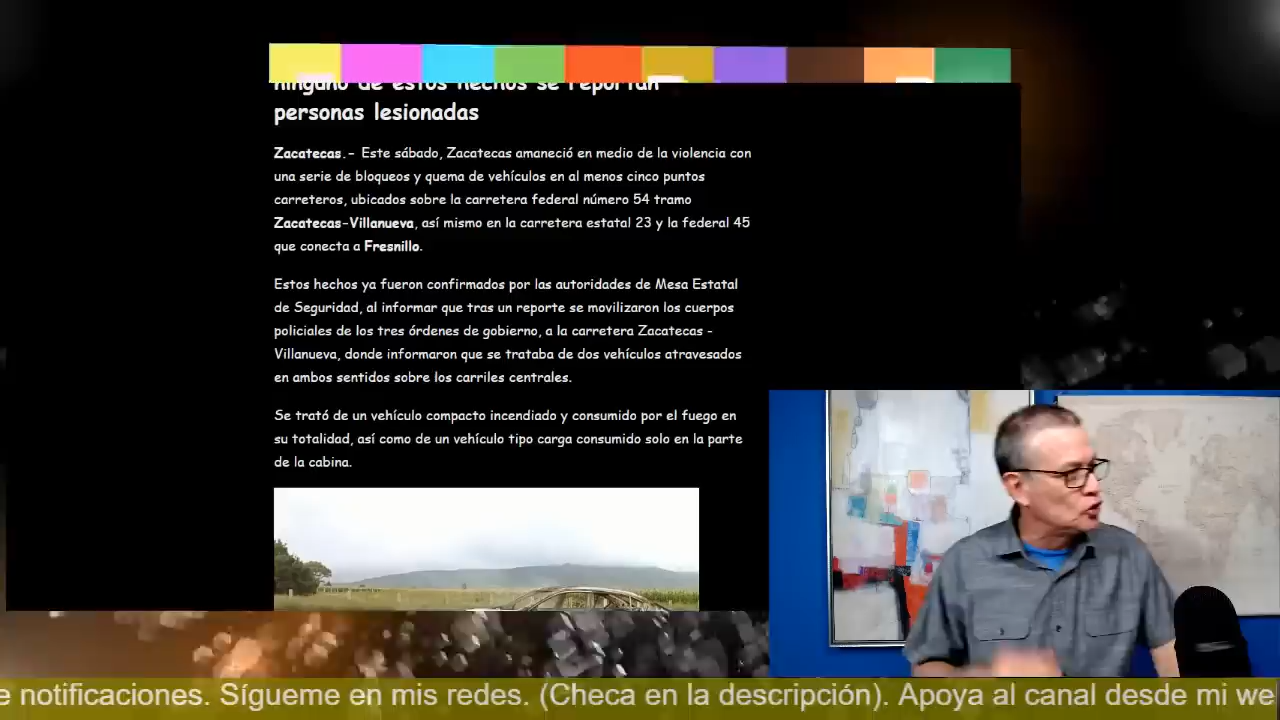 ninguno de estos hechos se reportan
personas lesionadas
Zacatecas.- Este sábado, Zacatecas amaneció en medio de la violencia con
una serie de bloqueos y quema de vehículos en al menos cinco puntos
carreteros, ubicados sobre la carretera federal número 54 tramo
Zacatecas-Villanueva, así mismo en la carretera estatal 23 y la federal 45
que conecta a Fresnillo.
Estos hechos ya fueron confirmados por las autoridades de Mesa Estatal
de Seguridad, al informar que tras un reporte se movilizaron los cuerpos
policiales de los tres órdenes de gobierno, a la carretera Zacatecas -
Villanueva, donde informaron que se trataba de dos vehículos atravesados
en ambos sentidos sobre los carriles centrales.
Se trató de un vehículo compacto incendiado y consumido por el fuego en
su totalidad, así como de un vehículo tipo carga consumido solo en la parte
de la cabina.
e notificaciones. Sígueme en mis redes. (Checa en la descripción). Apoya al canal desde mi we